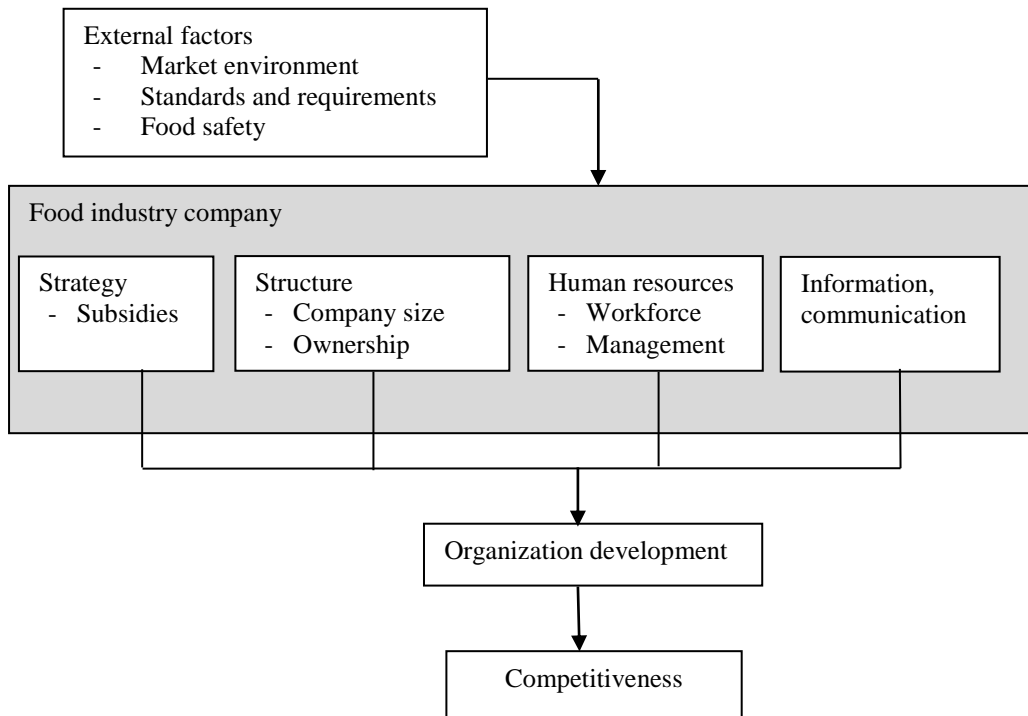 External factors
- Market environment
- Standards and requirements
- Food safety
Food industry company
Strategy
- Subsidies
Structure
- Company size
- Ownership
Human resources
- Workforce
- Management
Information,
communication
Organization development
Competitiveness